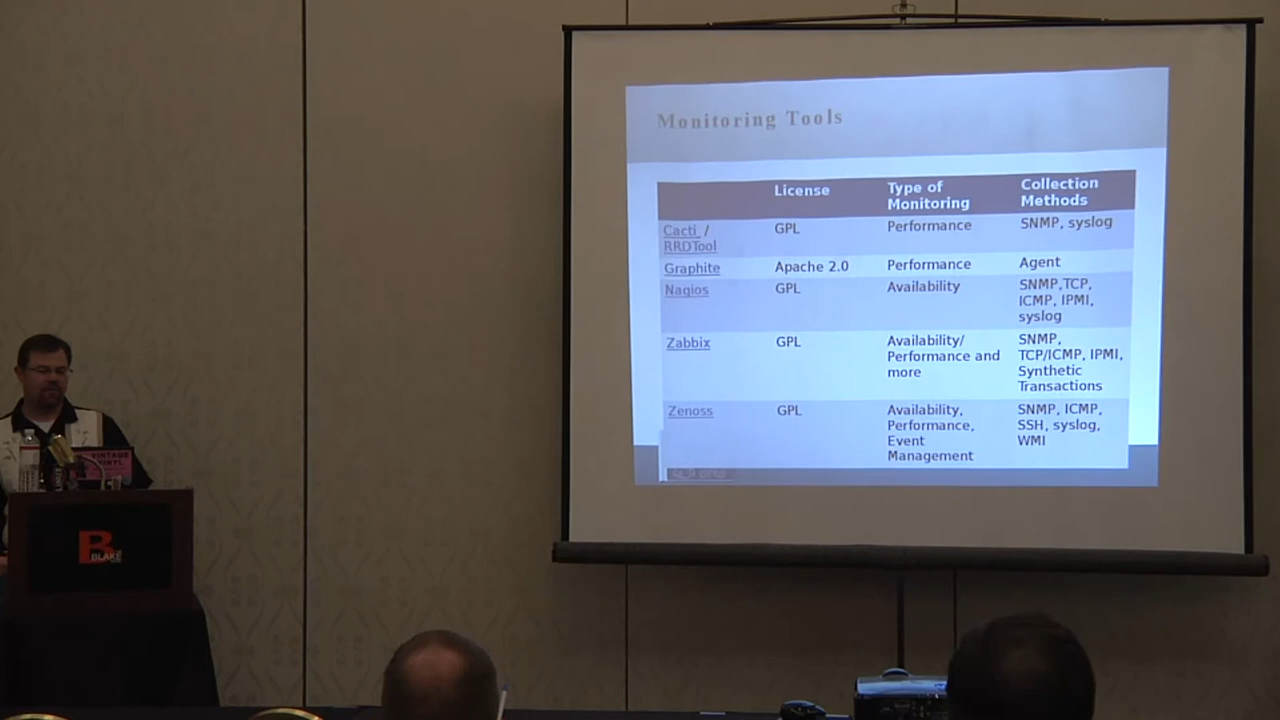 Monitoring Tools
License
Type of
Monitoring
Collection
Methods
Cacti /
RRDTool
GPL
Performance
SNMP, syslog
Graphite
Apache 2.0
Performance
Agent
Nagios
GPL
Availability
SNMP,TCP,
ICMP, IPMI,
syslog
Zabbix
GPL
Availability/
Performance and
more
SNMP,
TCP/ICMP, IPMI,
Synthetic
Transactions
Zenoss
GPL
Availability,
Performance,
Event
Management
SNMP, ICMP,
SSH, syslog,
WMI
VINTAGE
VINYL
B
BLAKE